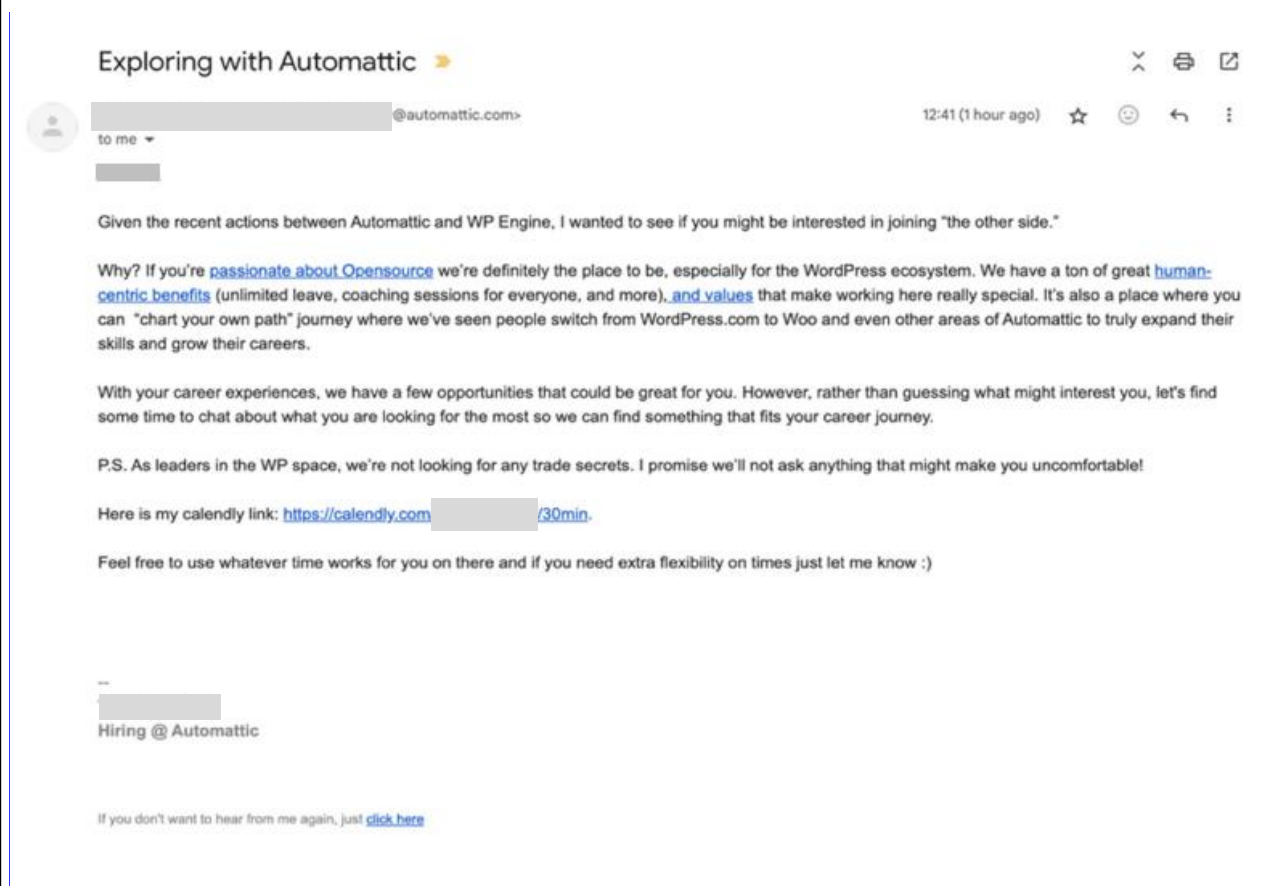 Exploring with Automattic
@automattic.com>
12:41 (1 hour ago)
to me
Given the recent actions between Automattic and WP Engine, I wanted to see if you might be interested in joining “the other side.”
Why? If you’re passionate about Opensource we’re definitely the place to be, especially for the WordPress ecosystem. We have a ton of great human-
centric benefits (unlimited leave, coaching sessions for everyone, and more), and values that make working here really special. It’s also a place where you
can “chart your own path” journey where we’ve seen people switch from WordPress.com to Woo and even other areas of Automattic to truly expand their
skills and grow their careers.
With your career experiences, we have a few opportunities that could be great for you. However, rather than guessing what might interest you, let's find
some time to chat about what you are looking for the most so we can find something that fits your career journey.
P.S. As leaders in the WP space, we’re not looking for any trade secrets. I promise we’ll not ask anything that might make you uncomfortable!
Here is my calendly link: https://calendly.com/ /30min.
Feel free to use whatever time works for you on there and if you need extra flexibility on times just let me know :)
--
Hiring @ Automattic
If you don't want to hear from me again, just click here